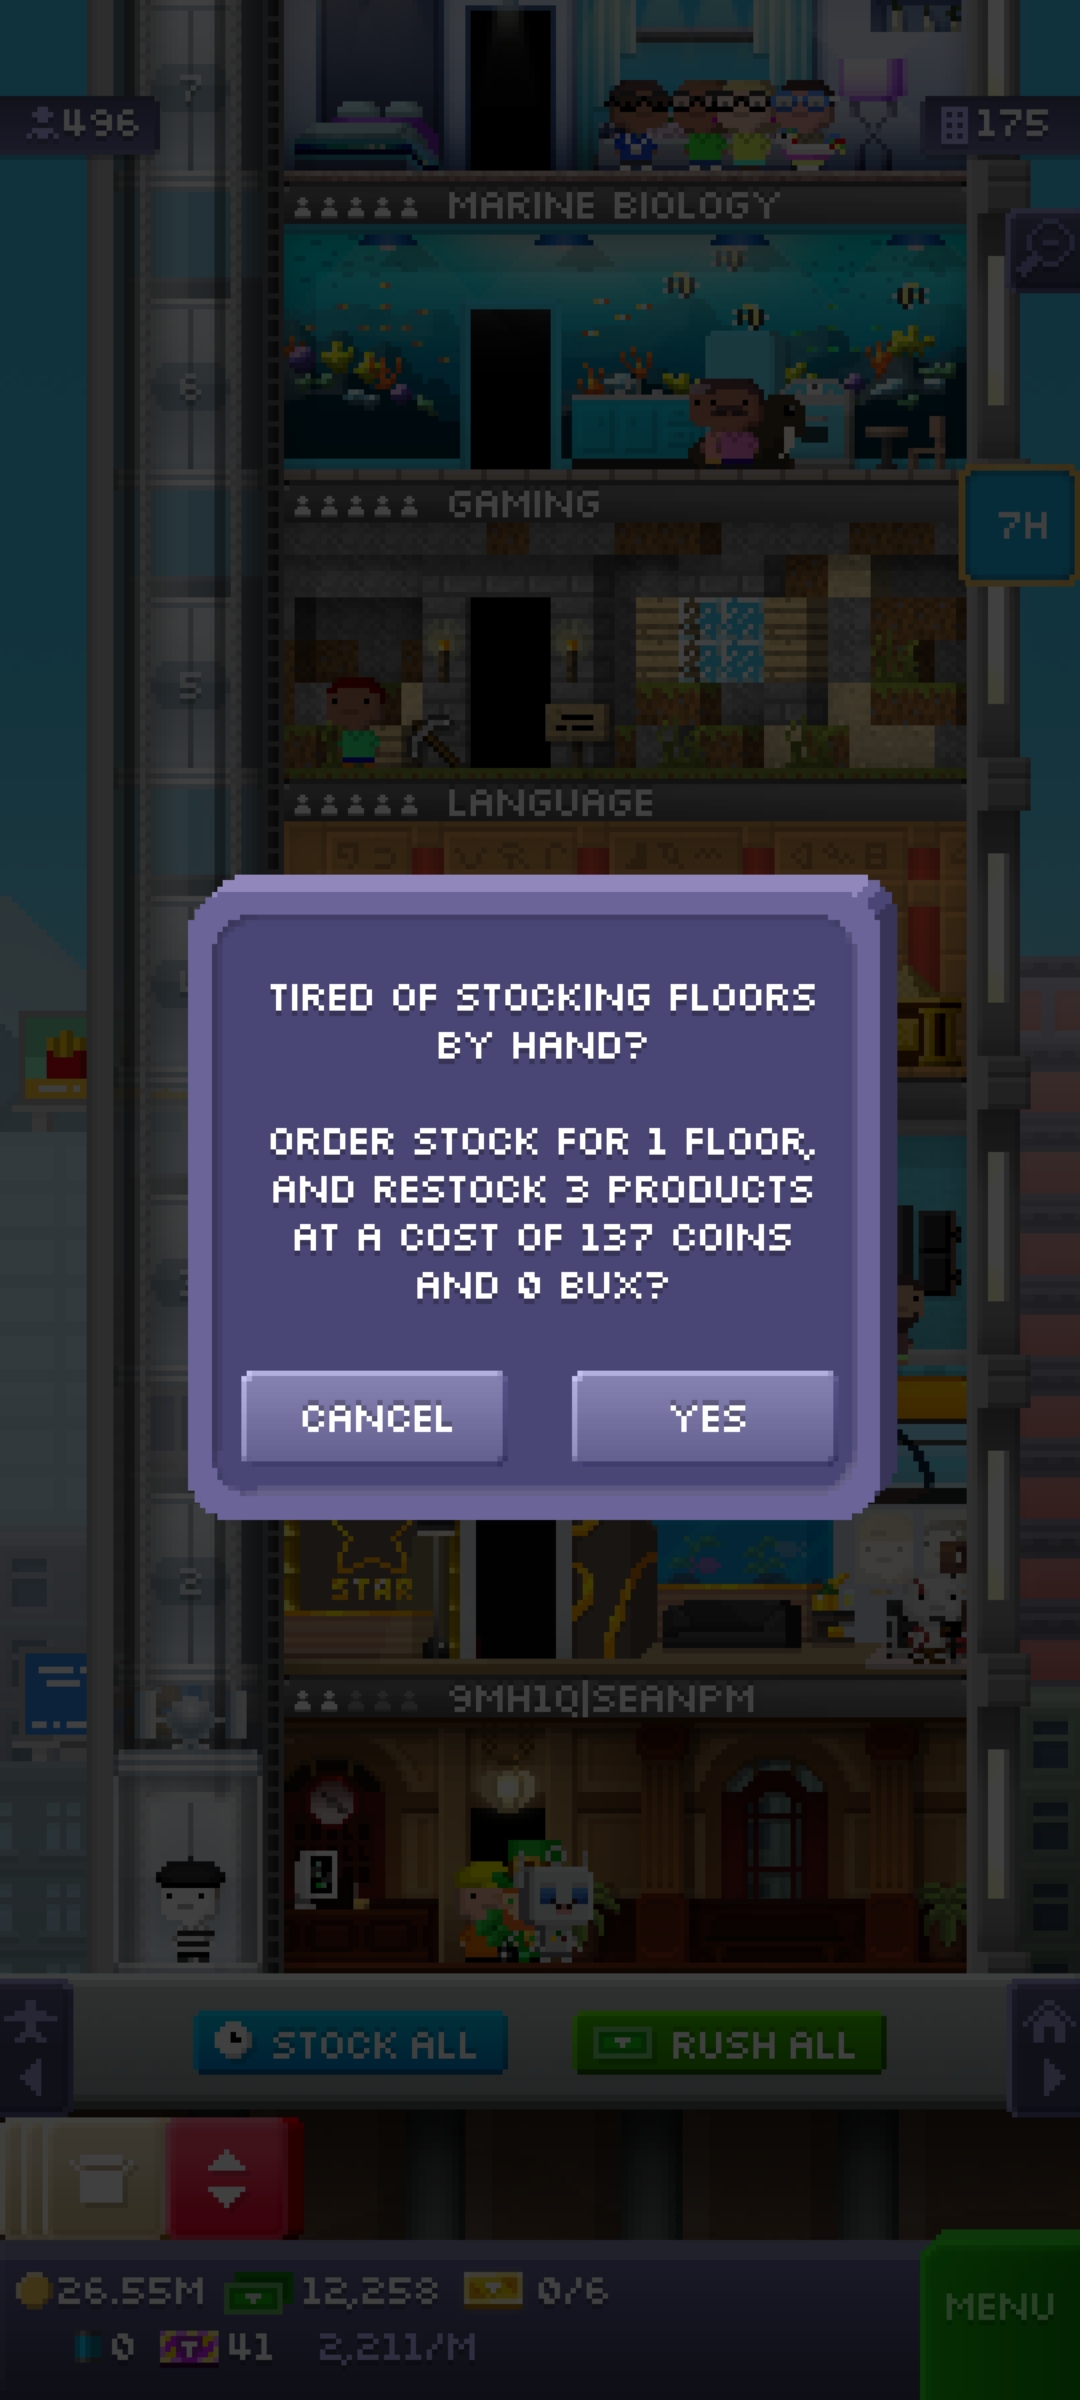 7
496
175
MARINE BIOLOGY
6
GAMING
7H
5
LANGUAGE
TIRED OF STOCKING FLOORS
BY HAND?
ORDER STOCK FOR 1 FLOOR,
AND RESTOCK 3 PRODUCTS
AT A COST OF 137 COINS
AND 0 BUX?
CANCEL
YES
2
STAR
9MH1Q|SEANPM
STOCK ALL
RUSH ALL
26.55M
12,258
0/6
MENU
0
41
2,211/M